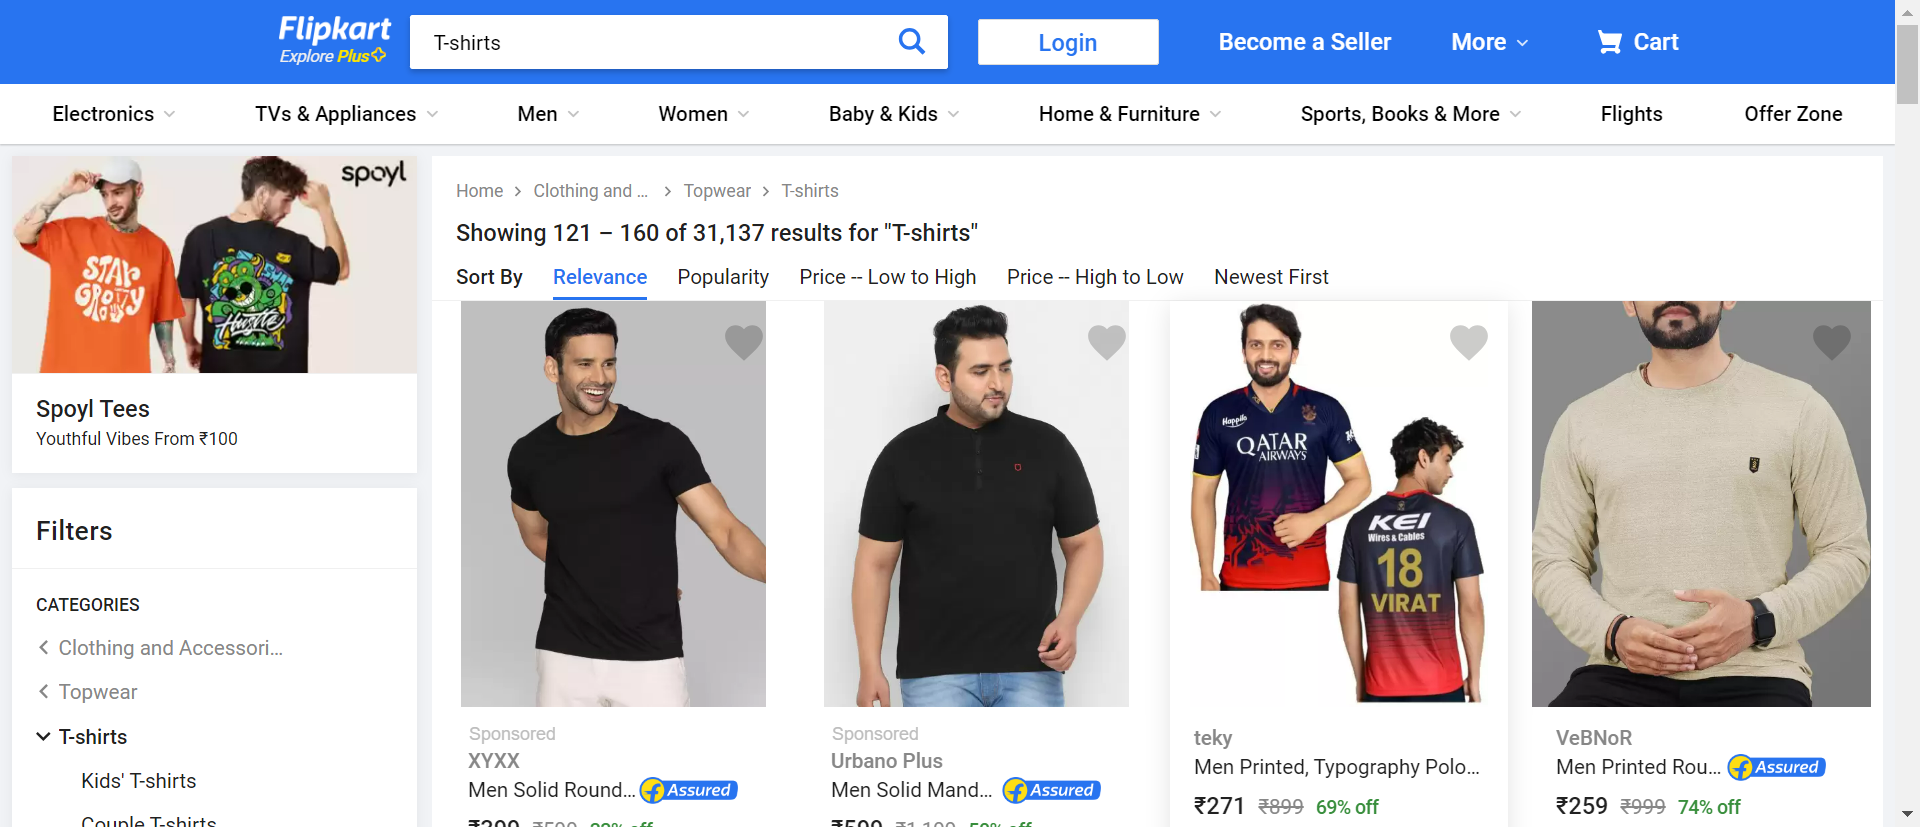 Flipkart
Explore Plus
T-shirts
Login
Become a Seller
More
Cart
Electronics
TVs & Appliances
Men
Women
Baby & Kids
Home & Furniture
Sports, Books & More
Flights
Offer Zone
spoyl
STAY
GROOVY
Hustle
Spoyl Tees
Youthful Vibes From ₹100
Filters
CATEGORIES
Clothing and Accessori...
Topwear
T-shirts
Kids' T-shirts
Couple T-shirts
Home
Clothing and ...
Topwear
T-shirts
Showing 121 – 160 of 31,137 results for "T-shirts"
Sort By
Relevance
Popularity
Price -- Low to High
Price -- High to Low
Newest First
Sponsored
XYXX
Men Solid Round...
Assured
Sponsored
Urbano Plus
Men Solid Mand...
Assured
Happilo
QATAR
AIRWAYS
KEI
Wires & Cables
18
VIRAT
teky
Men Printed, Typography Polo...
₹271 ₹899 69% off
VeBNoR
Men Printed Rou...
Assured
₹259 ₹999 74% off